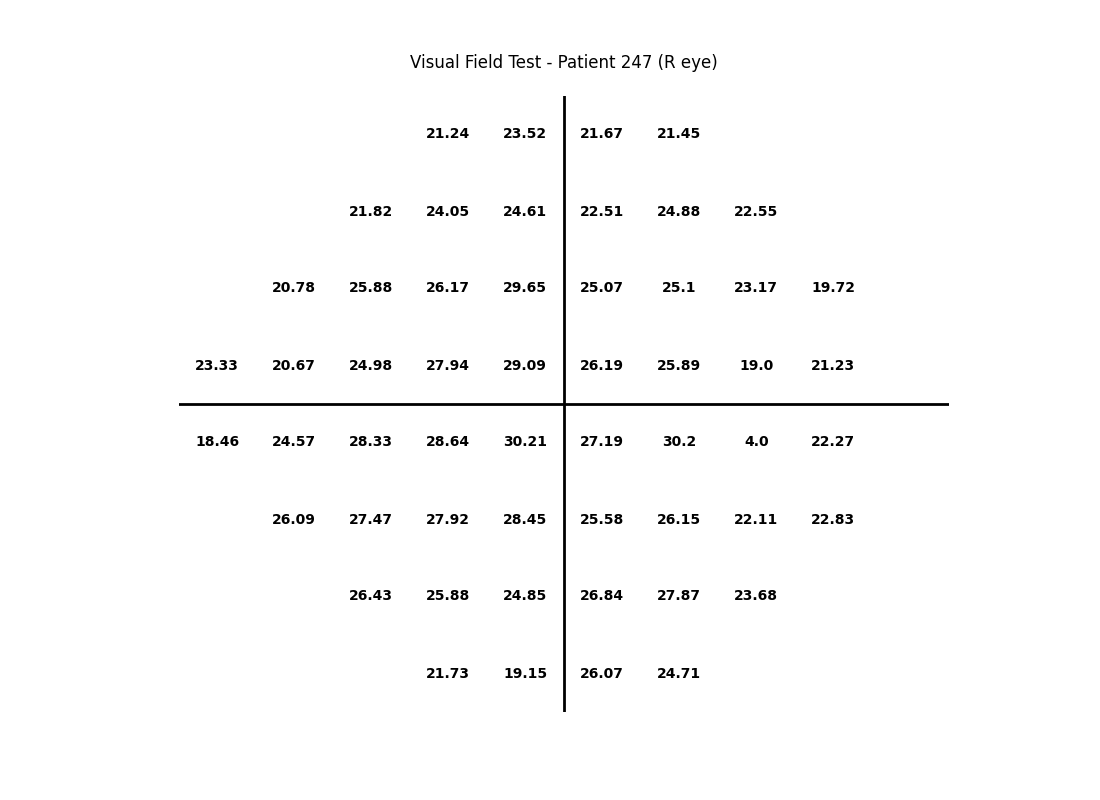 Visual Field Test - Patient 247 (R eye)
21.24 23.52 21.67 21.45
21.82 24.05 24.61 22.51 24.88 22.55
20.78 25.88 26.17 29.65 25.07 25.1 23.17 19.72
23.33 20.67 24.98 27.94 29.09 26.19 25.89 19.0 21.23
18.46 24.57 28.33 28.64 30.21 27.19 30.2 4.0 22.27
26.09 27.47 27.92 28.45 25.58 26.15 22.11 22.83
26.43 25.88 24.85 26.84 27.87 23.68
21.73 19.15 26.07 24.71